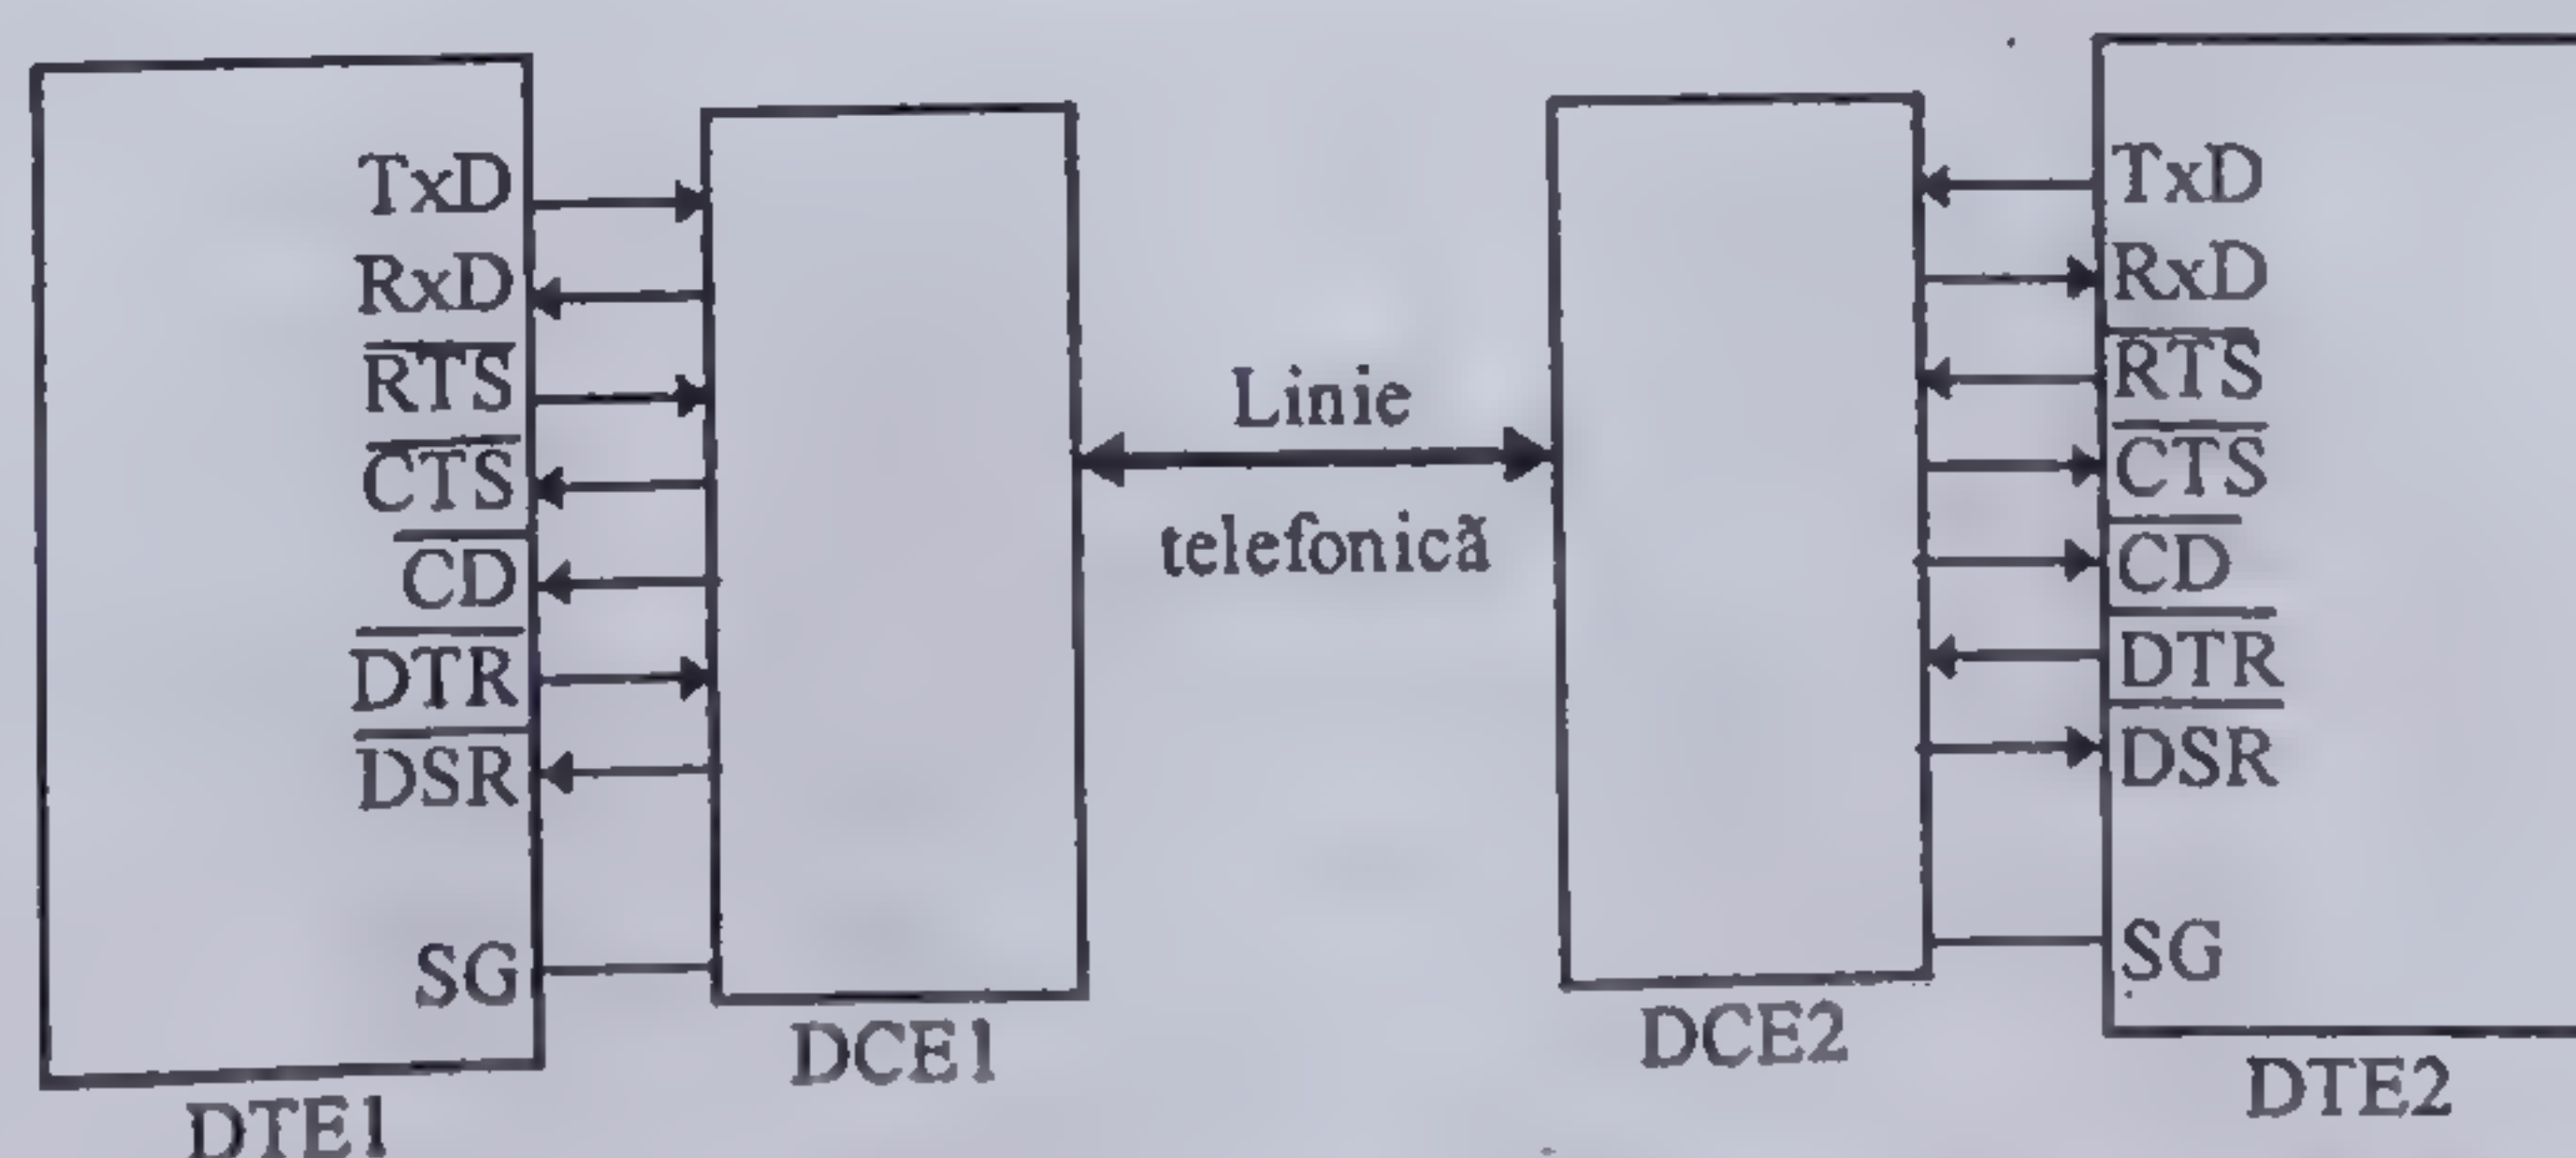 TxD
RxD
RTS
CTS
CD
DTR
DSR
SG
DTE1
DCE1
Linie
telefonică
DCE2
TxD
RxD
RTS
CTS
CD
DTR
DSR
SG
DTE2